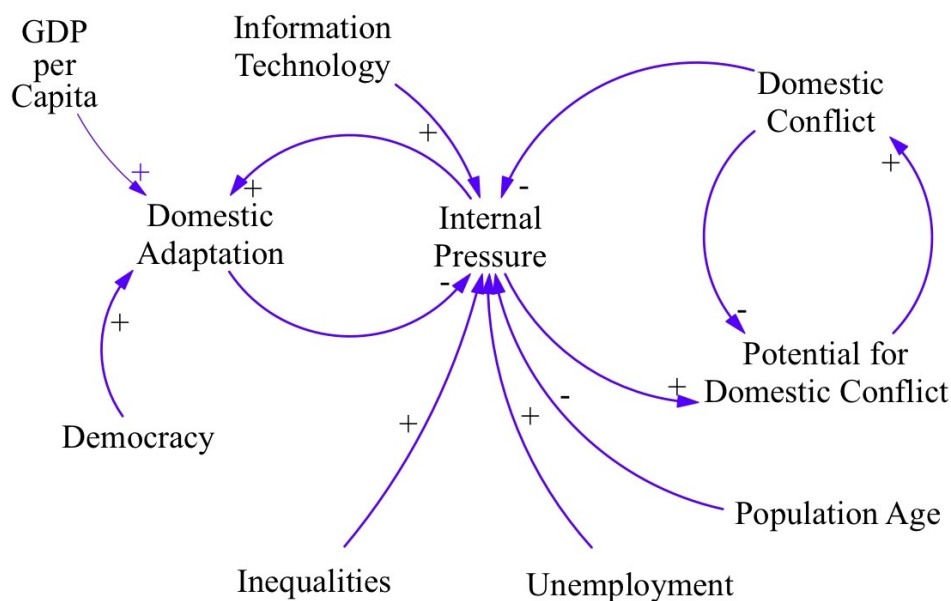 GDP
per
Capita
+
Information
Technology
+
Domestic
Conflict
+
-
+
Domestic
Adaptation
-
Internal
Pressure
-
+
Democracy
-
Potential for
Domestic Conflict
+
+
+
-
Population Age
Inequalities
Unemployment